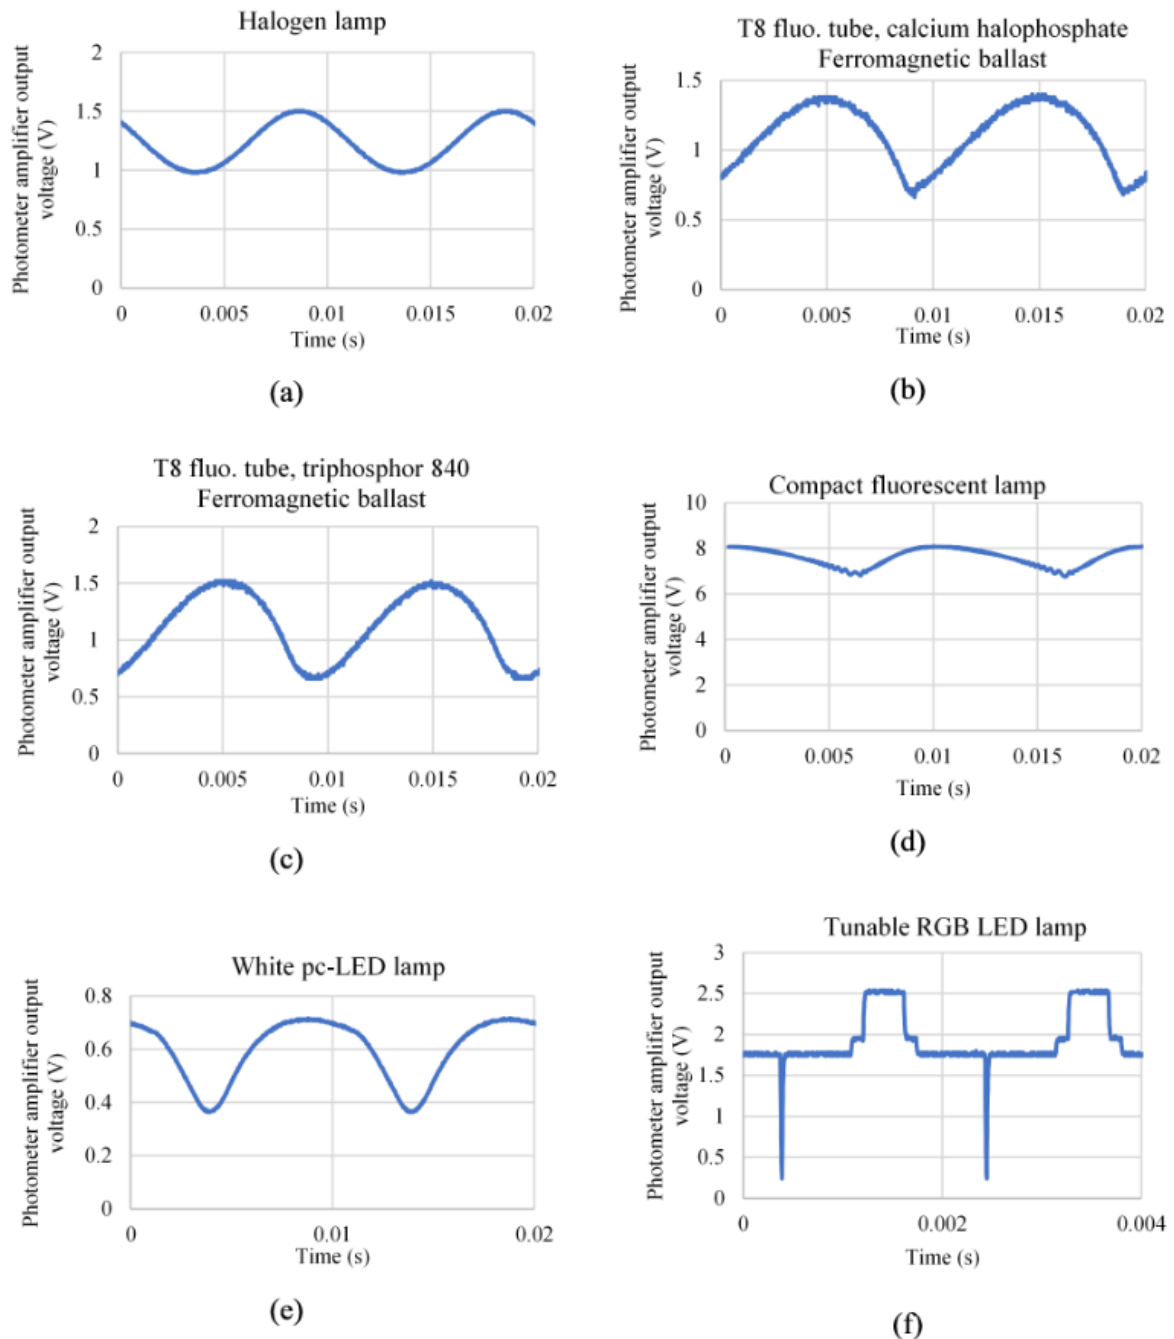 Halogen lamp
Photometer amplifier output
voltage (V)
2
1.5
1
0.5
0
0 0.005 0.01 0.015 0.02
Time (s)
(a)
T8 fluo. tube, calcium halophosphate
Ferromagnetic ballast
Photometer amplifier output
voltage (V)
1.5
1
0.5
0
0 0.005 0.01 0.015 0.02
Time (s)
(b)
T8 fluo. tube, triphosphor 840
Ferromagnetic ballast
Photometer amplifier output
voltage (V)
2
1.5
1
0.5
0
0 0.005 0.01 0.015 0.02
Time (s)
(c)
Compact fluorescent lamp
Photometer amplifier output
voltage (V)
10
8
6
4
2
0
0 0.005 0.01 0.015 0.02
Time (s)
(d)
White pc-LED lamp
Photometer amplifier output
voltage (V)
0.8
0.6
0.4
0.2
0
0 0.01 0.02
Time (s)
(e)
Tunable RGB LED lamp
Photometer amplifier output
voltage (V)
3
2.5
2
1.5
1
0.5
0
0 0.002 0.004
Time (s)
(f)